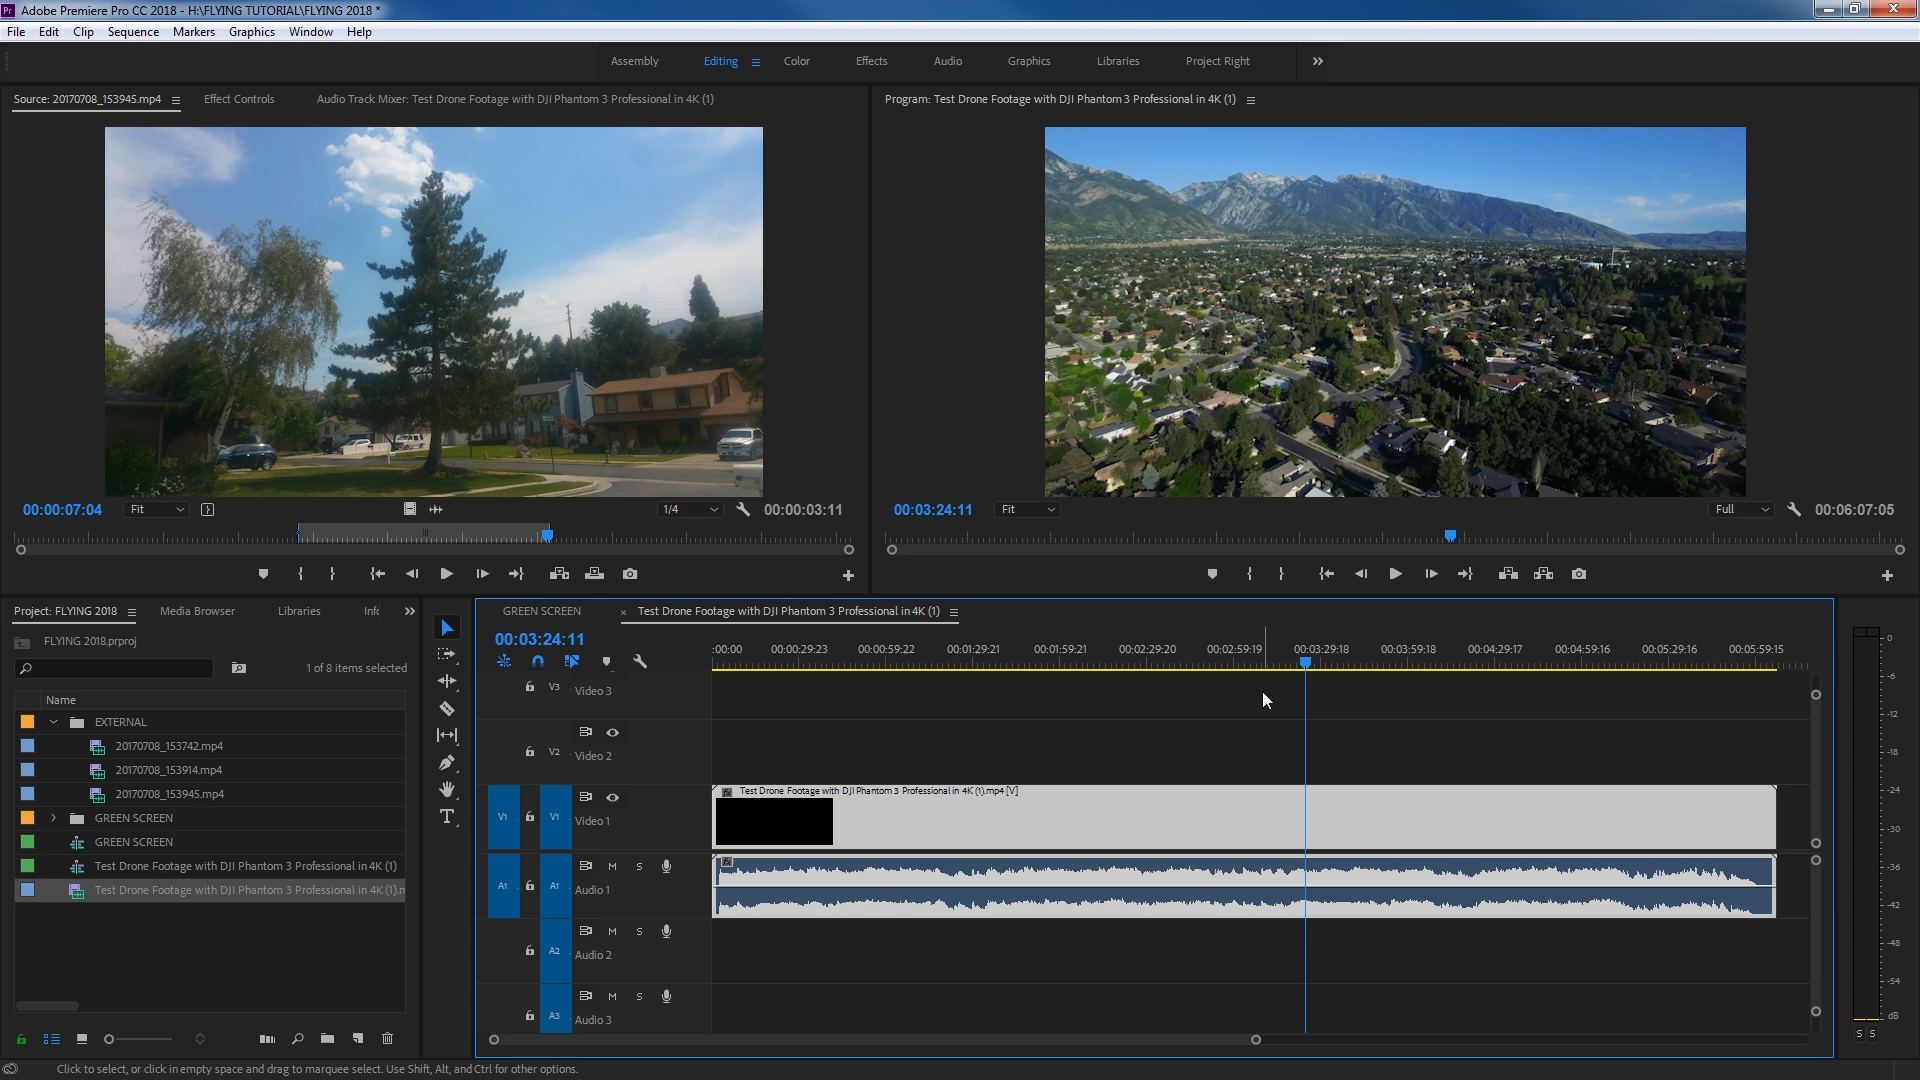 Pr Adobe Premiere Pro CC 2018 - H:\FLYING TUTORIAL\FLYING 2018 *
File Edit Clip Sequence Markers Graphics Window Help
Assembly Editing Color Effects Audio Graphics Libraries Project Right
Source: 20170708_153945.mp4 Effect Controls Audio Track Mixer: Test Drone Footage with DJI Phantom 3 Professional in 4K (1)
Program: Test Drone Footage with DJI Phantom 3 Professional in 4K (1)
00:00:07:04 Fit 1/4 00:00:03:11
00:03:24:11 Fit Full 00:06:07:05
Project: FLYING 2018 Media Browser Libraries Info
FLYING 2018.prproj
1 of 8 items selected
Name
EXTERNAL
20170708_153742.mp4
20170708_153914.mp4
20170708_153945.mp4
GREEN SCREEN
GREEN SCREEN
Test Drone Footage with DJI Phantom 3 Professional in 4K (1)
Test Drone Footage with DJI Phantom 3 Professional in 4K (1).m
T
GREEN SCREEN × Test Drone Footage with DJI Phantom 3 Professional in 4K (1)
00:03:24:11
:00:00 00:00:29:23 00:00:59:22 00:01:29:21 00:01:59:21 00:02:29:20 00:02:59:19 00:03:29:18 00:03:59:18 00:04:29:17 00:04:59:16 00:05:29:16 00:05:59:15
V3 Video 3
V2 Video 2
V1 V1 Video 1
fx Test Drone Footage with DJI Phantom 3 Professional in 4K (1).mp4 [V]
A1 A1 M S Audio 1
fx
A2 M S Audio 2
A3 M S Audio 3
0
-6
-12
-18
-24
-30
-36
-42
-48
-54
dB
S S
Click to select, or click in empty space and drag to marquee select. Use Shift, Alt, and Ctrl for other options.